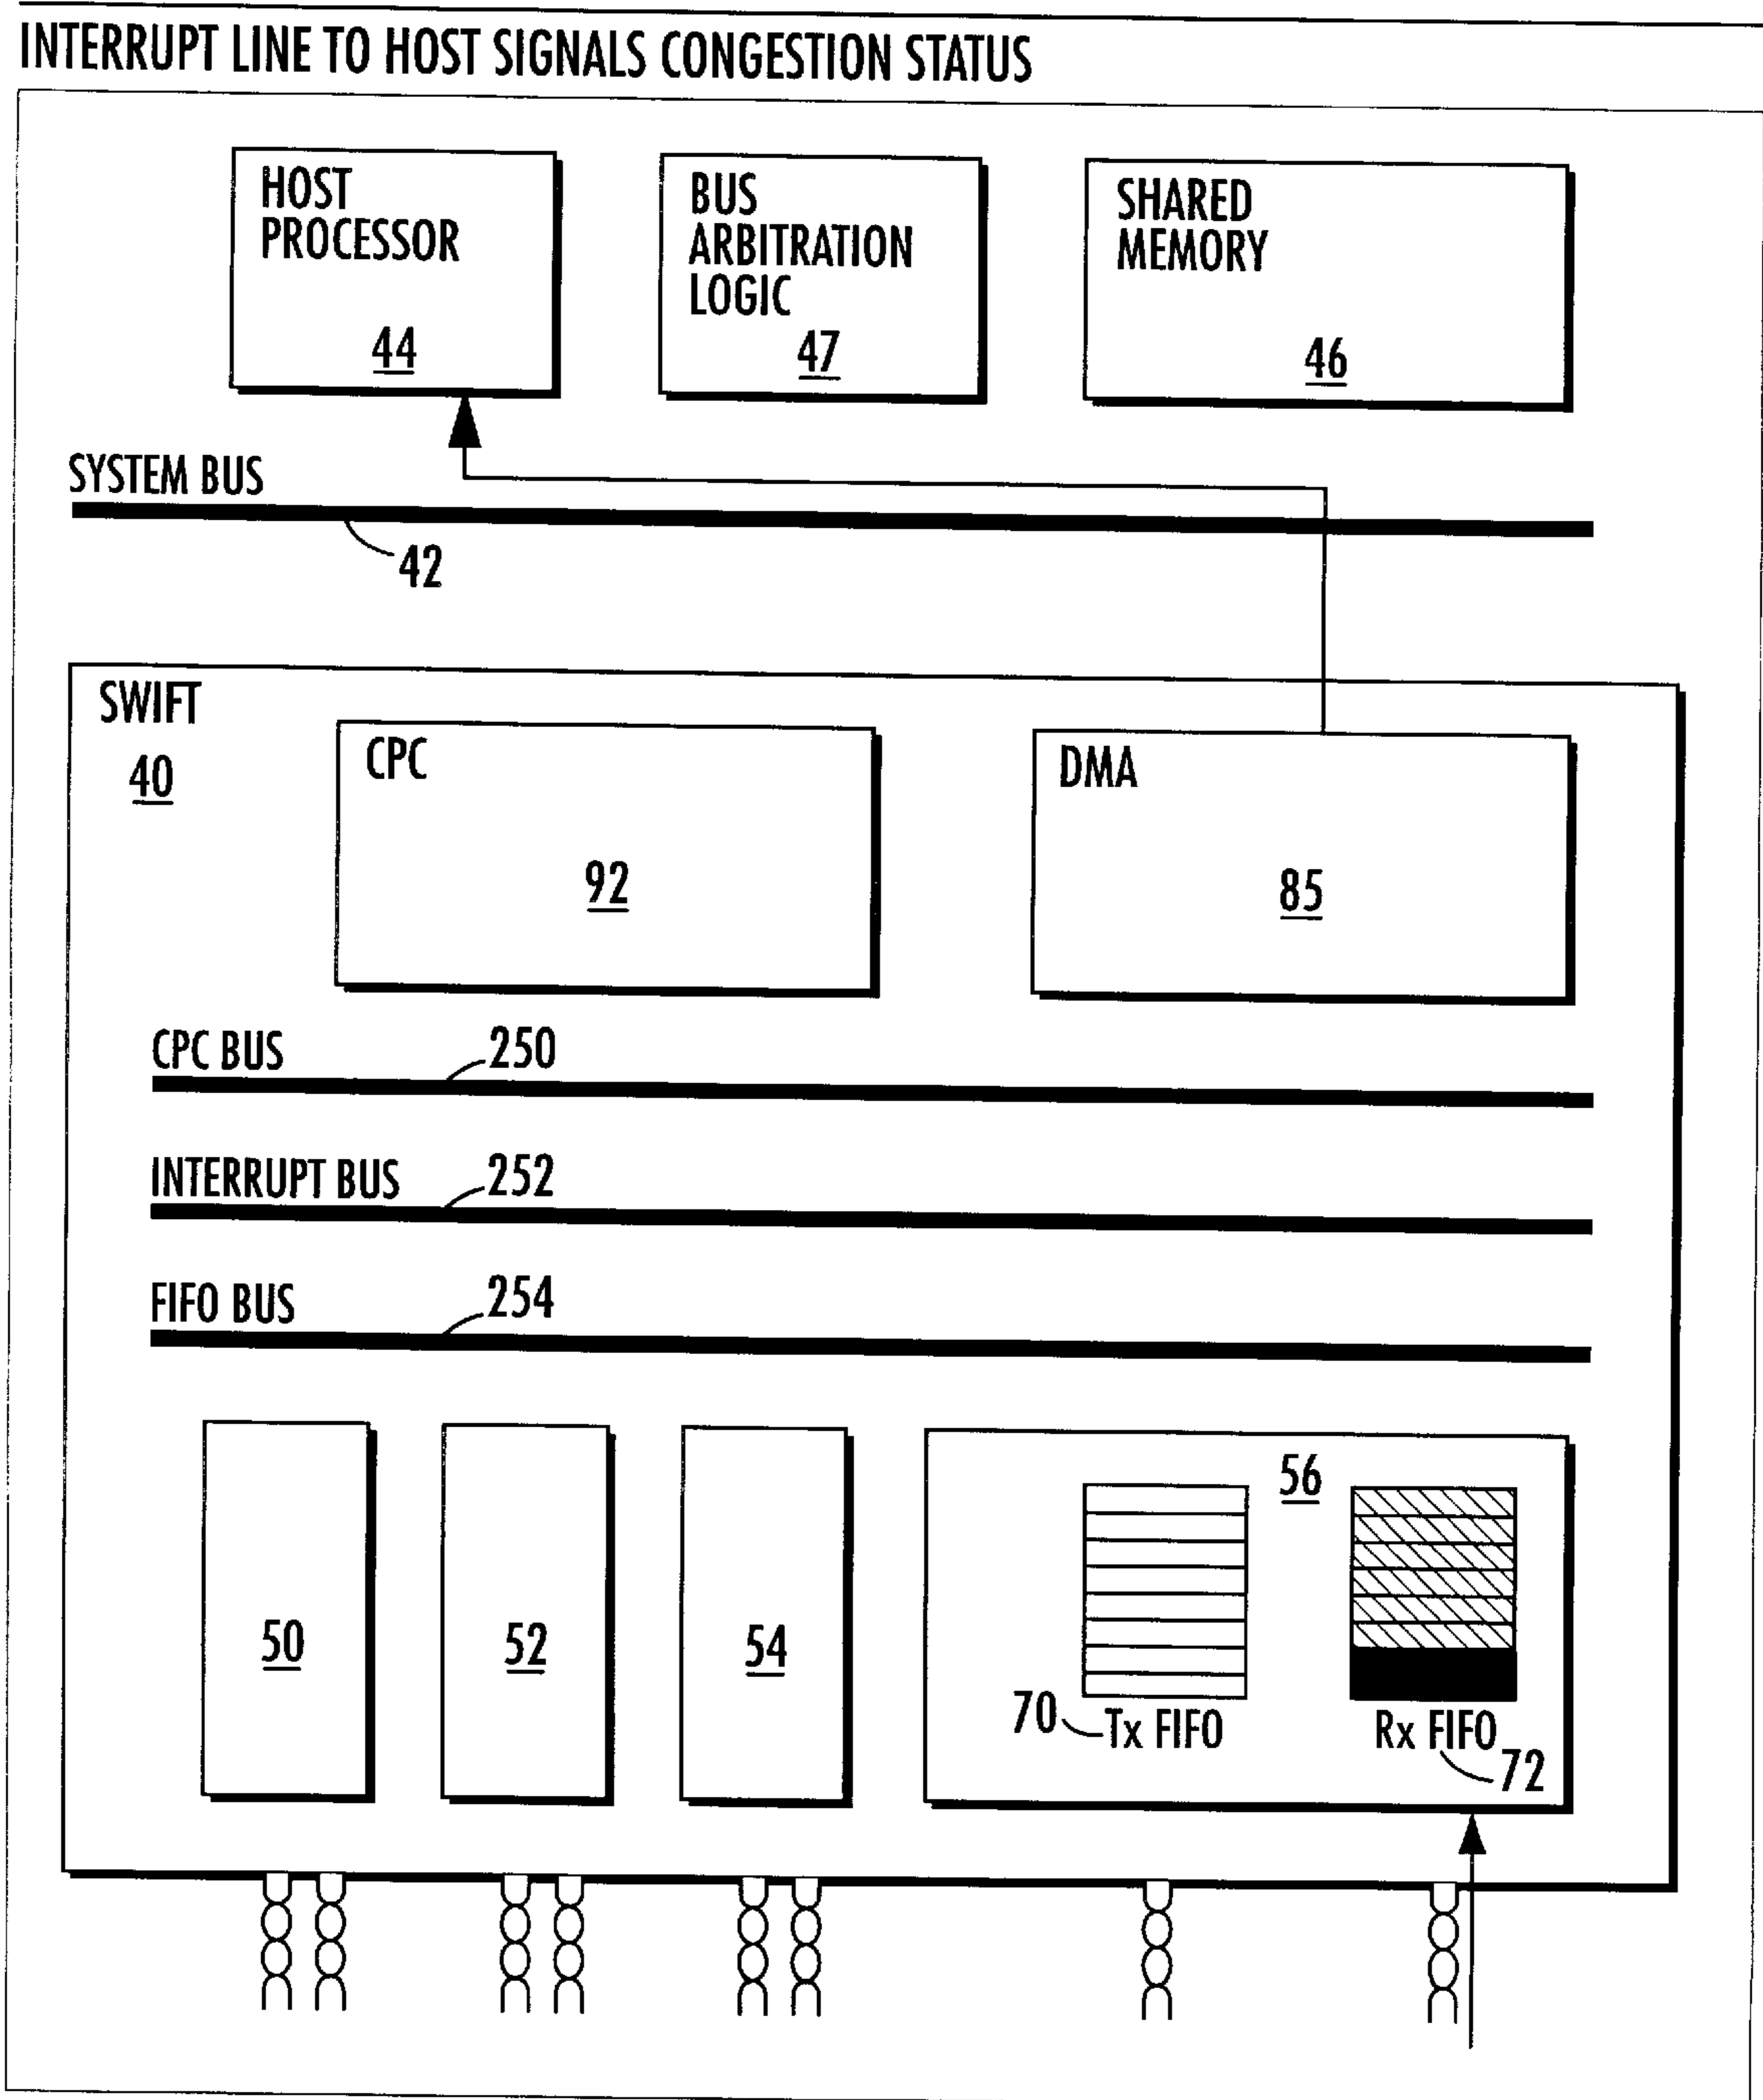 INTERRUPT LINE TO HOST SIGNALS CONGESTION STATUS
HOST
PROCESSOR
44
BUS
ARBITRATION
LOGIC
47
SHARED
MEMORY
46
SYSTEM BUS
42
SWIFT
40
CPC
92
DMA
85
CPC BUS
250
INTERRUPT BUS
252
FIFO BUS
254
50
52
54
56
70
Tx FIFO
Rx FIFO
72